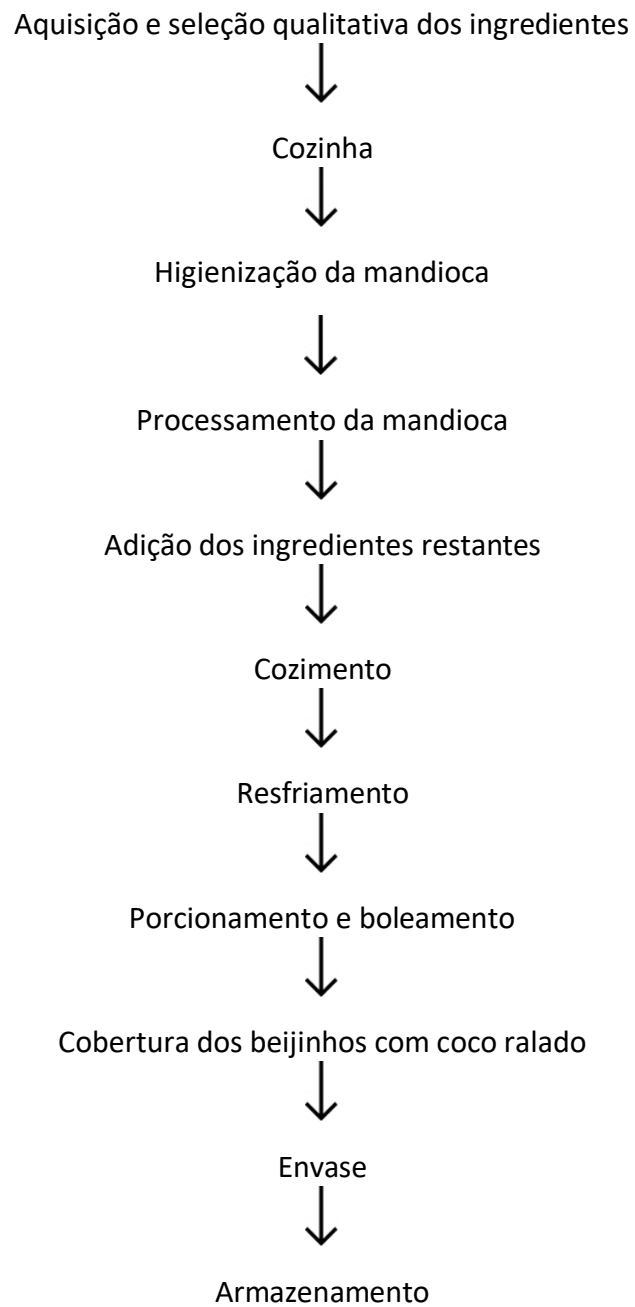 Aquisição e seleção qualitativa dos ingredientes
Cozinha
Higienização da mandioca
Processamento da mandioca
Adição dos ingredientes restantes
Cozimento
Resfriamento
Porcionamento e boleamento
Cobertura dos beijinhos com coco ralado
Envase
Armazenamento